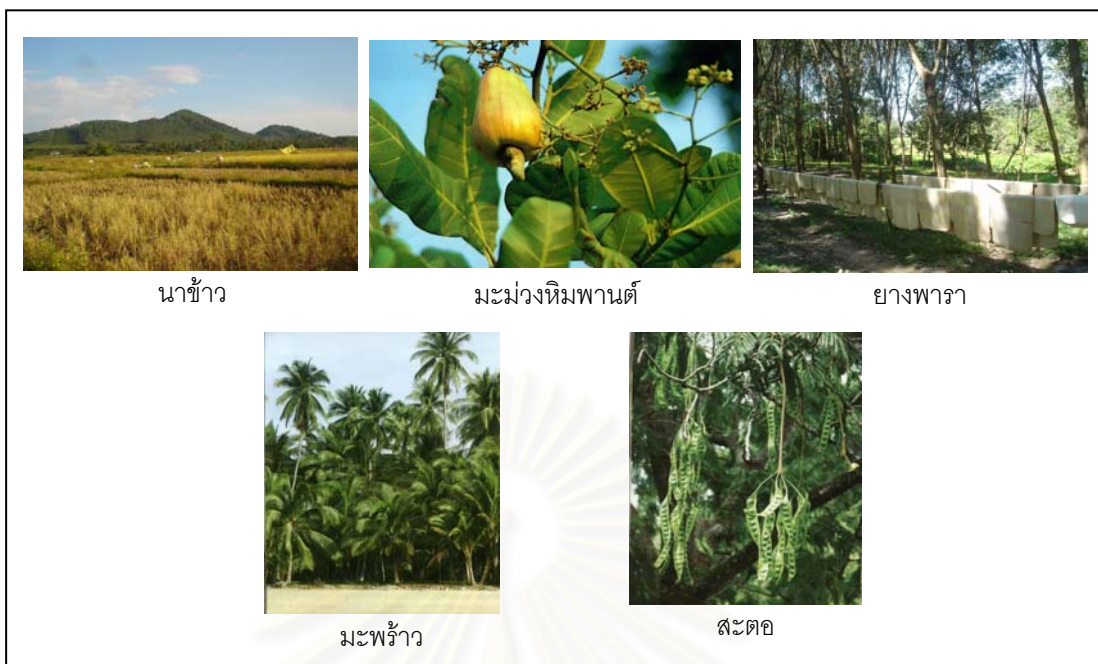 นาข้าว
มะม่วงหิมพานต์
ยางพารา
มะพร้าว
สะตอ